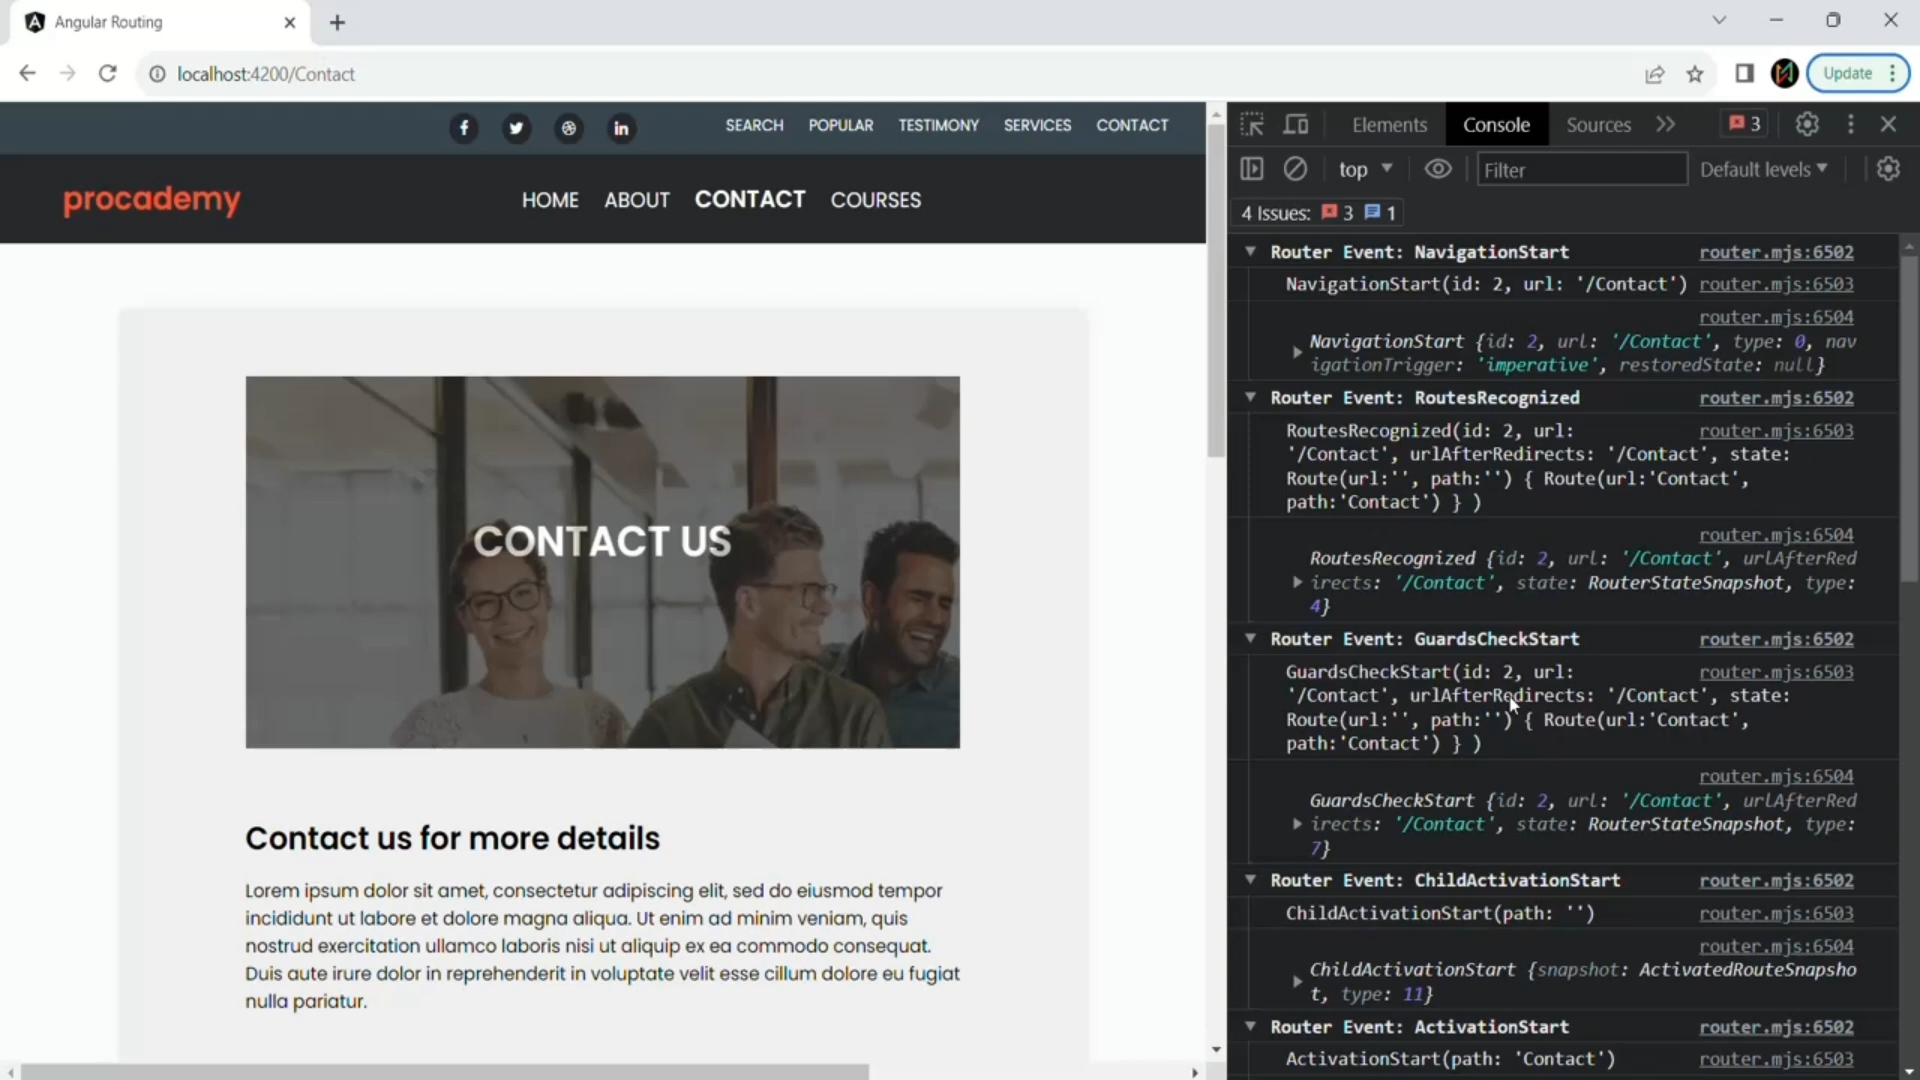 Angular Routing
localhost:4200/Contact
Update
SEARCH POPULAR TESTIMONY SERVICES CONTACT
procademy
HOME ABOUT CONTACT COURSES
CONTACT US
Contact us for more details
Lorem ipsum dolor sit amet, consectetur adipiscing elit, sed do eiusmod tempor
incididunt ut labore et dolore magna aliqua. Ut enim ad minim veniam, quis
nostrud exercitation ullamco laboris nisi ut aliquip ex ea commodo consequat.
Duis aute irure dolor in reprehenderit in voluptate velit esse cillum dolore eu fugiat
nulla pariatur.
Elements Console Sources 3
top Filter Default levels
4 Issues: 3 1
Router Event: NavigationStart router.mjs:6502
NavigationStart(id: 2, url: '/Contact') router.mjs:6503
router.mjs:6504
NavigationStart {id: 2, url: '/Contact', type: 0, nav
igationTrigger: 'imperative', restoredState: null}
Router Event: RoutesRecognized router.mjs:6502
RoutesRecognized(id: 2, url: router.mjs:6503
'/Contact', urlAfterRedirects: '/Contact', state:
Route(url:'', path:'') { Route(url:'Contact',
path:'Contact') } )
router.mjs:6504
RoutesRecognized {id: 2, url: '/Contact', urlAfterRed
irects: '/Contact', state: RouterStateSnapshot, type:
4}
Router Event: GuardsCheckStart router.mjs:6502
GuardsCheckStart(id: 2, url: router.mjs:6503
'/Contact', urlAfterRedirects: '/Contact', state:
Route(url:'', path:'') { Route(url:'Contact',
path:'Contact') } )
router.mjs:6504
GuardsCheckStart {id: 2, url: '/Contact', urlAfterRed
irects: '/Contact', state: RouterStateSnapshot, type:
7}
Router Event: ChildActivationStart router.mjs:6502
ChildActivationStart(path: '') router.mjs:6503
router.mjs:6504
ChildActivationStart {snapshot: ActivatedRouteSnapsho
t, type: 11}
Router Event: ActivationStart router.mjs:6502
ActivationStart(path: 'Contact') router.mjs:6503